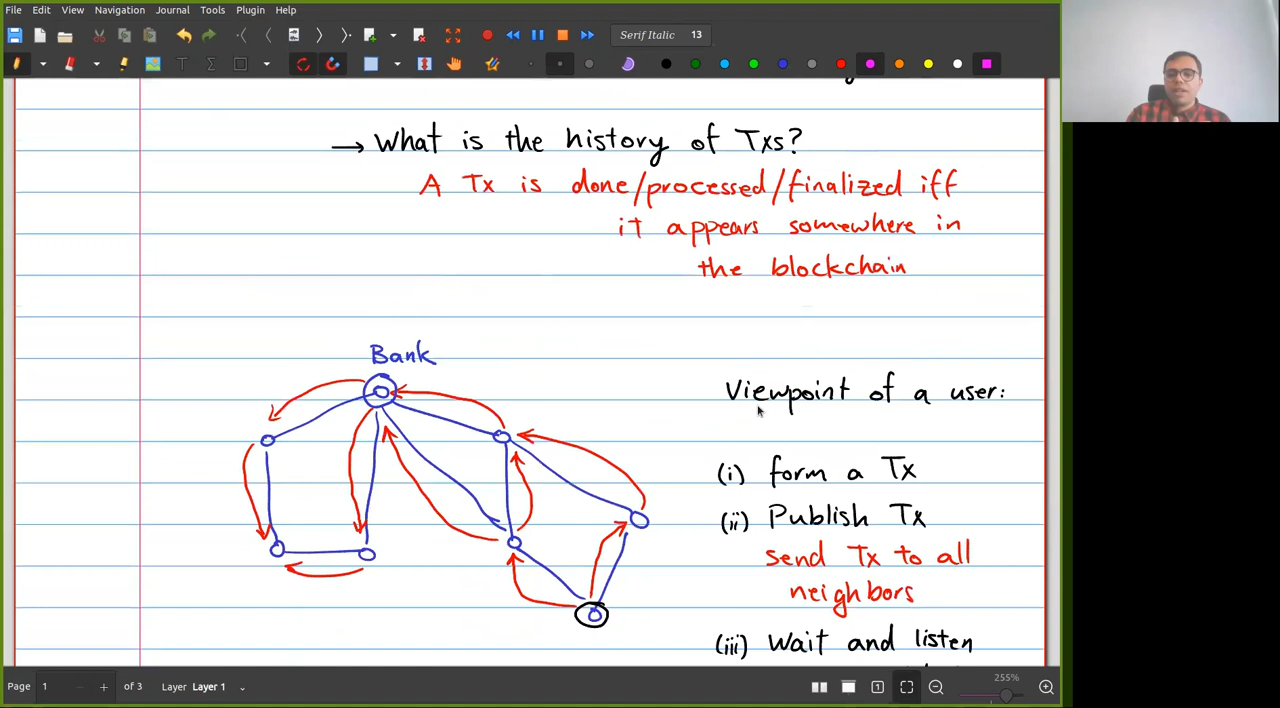 File Edit View Navigation Journal Tools Plugin Help
Serif Italic 13
→ What is the history of Txs?
A Tx is done/processed/finalized iff
it appears somewhere in
the blockchain
Bank
Viewpoint of a user:
(i) form a Tx
(ii) Publish Tx
send Tx to all
neighbors
(iii) Wait and listen
Page 1 of 3 Layer Layer 1 255%